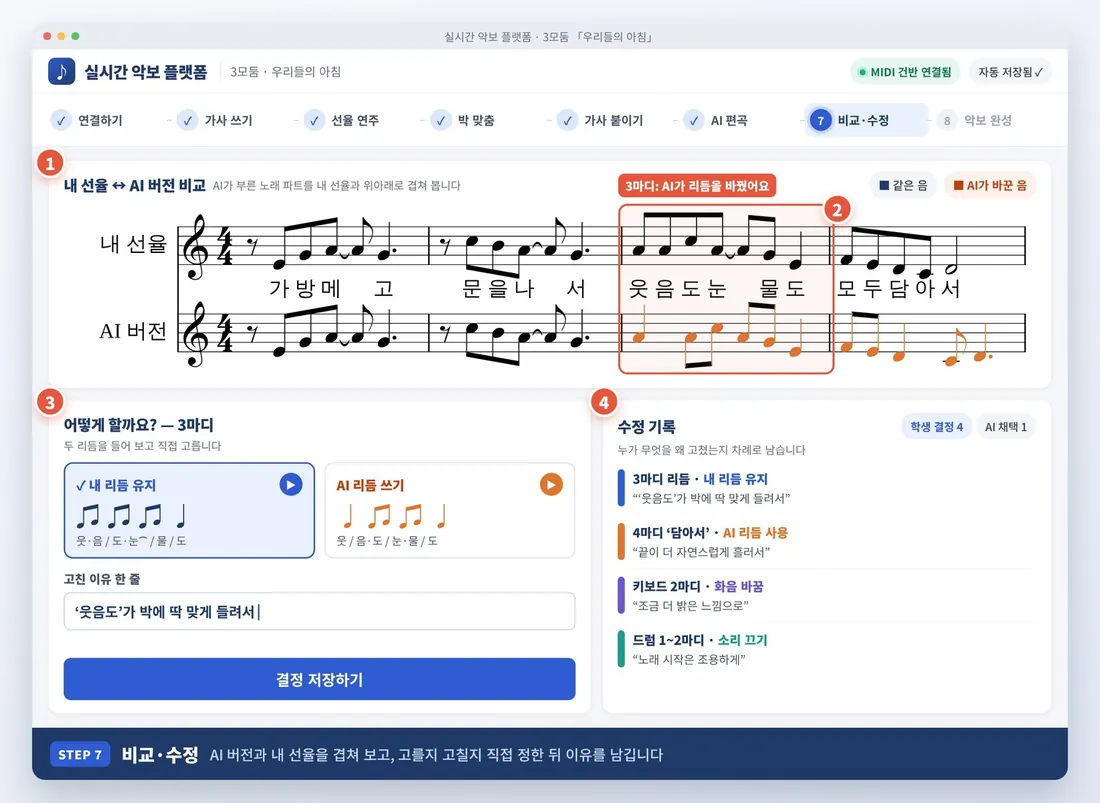 실시간 악보 플랫폼 · 3모둠 「우리들의 아침」
실시간 악보 플랫폼 3모둠 · 우리들의 아침 MIDI 건반 연결됨 자동 저장됨 ✓
✓ 연결하기 ✓ 가사 쓰기 ✓ 선율 연주 ✓ 박 맞춤 ✓ 가사 붙이기 ✓ AI 편곡 7 비교·수정 8 악보 완성
1
내 선율 ↔ AI 버전 비교 AI가 부른 노래 파트를 내 선율과 위아래로 겹쳐 봅니다 3마디: AI가 리듬을 바꿨어요 같은 음 AI가 바꾼 음
2
내 선율
가 방 메 고 문 을 나 서 웃 음 도 눈 물 도 모 두 담 아 서
AI 버전
3
어떻게 할까요? — 3마디
두 리듬을 들어 보고 직접 고릅니다
✓ 내 리듬 유지
웃·음 / 도·눈⌒ / 물 / 도
AI 리듬 쓰기
웃 / 음·도 / 눈·물 / 도
고친 이유 한 줄
‘웃음도’가 박에 딱 맞게 들려서
결정 저장하기
4
수정 기록 학생 결정 4 AI 채택 1
누가 무엇을 왜 고쳤는지 차례로 남습니다
3마디 리듬 · 내 리듬 유지
“‘웃음도’가 박에 딱 맞게 들려서”
4마디 ‘담아서’ · AI 리듬 사용
“끝이 더 자연스럽게 흘러서”
키보드 2마디 · 화음 바꿈
“조금 더 밝은 느낌으로”
드럼 1~2마디 · 소리 끄기
“노래 시작은 조용하게”
STEP 7 비교·수정 AI 버전과 내 선율을 겹쳐 보고, 고를지 고칠지 직접 정한 뒤 이유를 남깁니다